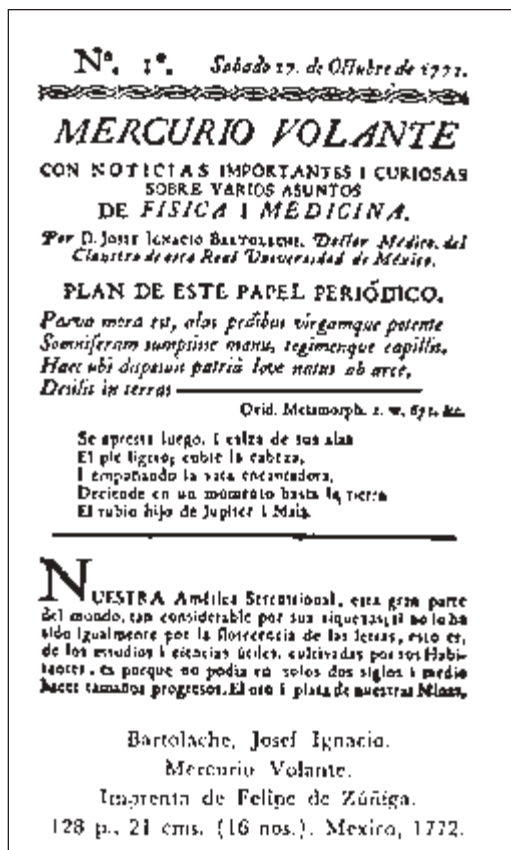 Nº. 1º. Sabado 17. de Octubre de 1772.
MERCURIO VOLANTE
CON NOTICIAS IMPORTANTES I CURIOSAS
SOBRE VARIOS ASUNTOS
DE FISICA I MEDICINA.
Por D. Josef Ignacio Bartolache, Doctor Medico, del
Claustro de esta Real Universidad de México.
PLAN DE ESTE PAPEL PERIÓDICO.
Parva mora est, alas pedibus virgamque potente
Somniferam sumpsisse manu, tegimenque capillis,
Haec ubi disposuit patriâ Iove natus ab arce,
Desilit in terras
Ovid. Metamorph. 1. v. 671. &c.
Se apresta luego, i calza de sus alas
El pie ligero; cubre la cabeza,
I empoñando la vara encantadora,
Deciende en un momento hasta la tierra
El rubio hijo de Jupiter i Maia.
NUESTRA América Setentrional, esta gran parte
del mundo, tan considerable por sus riquezas, si no lo ha
sido igualmente por la florecencia de las letras, esto es,
de los estudios i ciencias útiles, cultivadas por sus Habi-
tantes, es porque no podia en solos dos siglos i medio
hacer tamaños progresos. El oro i plata de nuestras Minas,
Bartolache, Josef Ignacio.
Mercurio Volante.
Imprenta de Felipe de Zúñiga.
128 p., 21 cms. (16 nos.). Mexico, 1772.